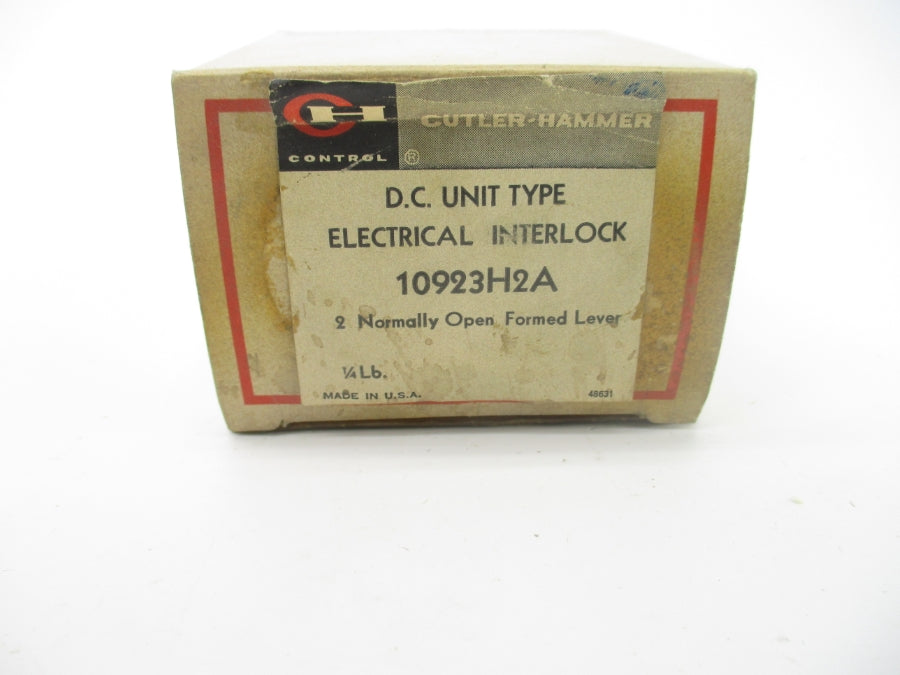 CH CUTLER-HAMMER
CONTROL ®
D.C. UNIT TYPE
ELECTRICAL INTERLOCK
10923H2A
2 Normally Open Formed Lever
¼ Lb.
MADE IN U.S.A. 48631